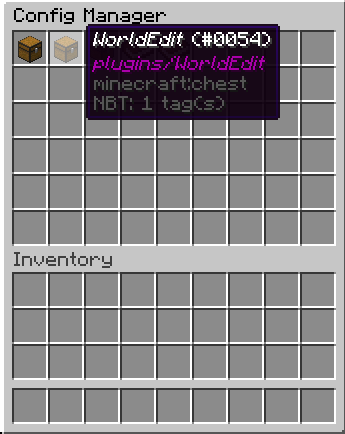 Config Manager
WorldEdit (#0054)
plugins/WorldEdit
minecraft:chest
NBT: 1 tag(s)
Inventory